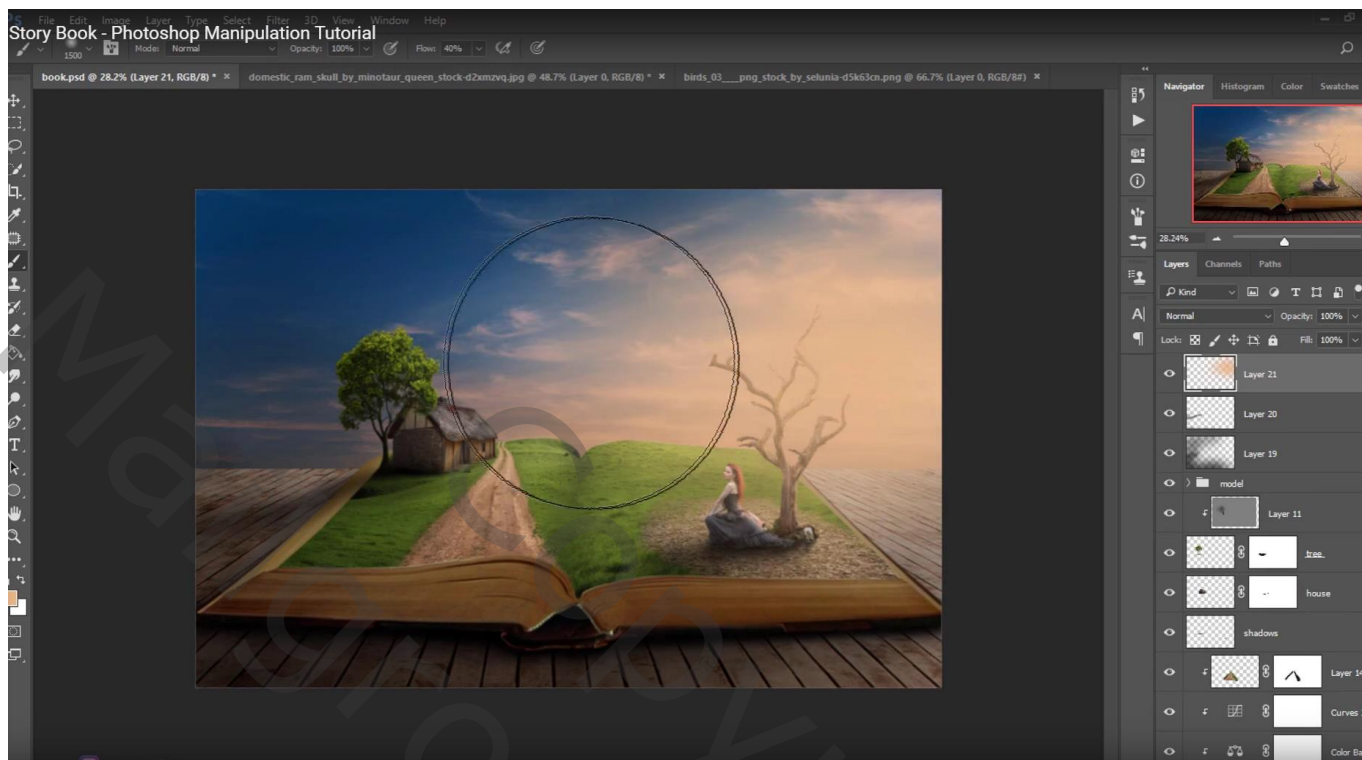 File Edit Image Layer Type Select Filter 3D View Window Help
Story Book - Photoshop Manipulation Tutorial
1500 Mode: Normal Opacity: 100% Flow: 40%
book.psd @ 28.2% (Layer 21, RGB/8) * × domestic_ram_skull_by_minotaur_queen_stock-d2xmzvq.jpg @ 48.7% (Layer 0, RGB/8) * × birds_03___png_stock_by_selunia-d5k63cn.png @ 66.7% (Layer 0, RGB/8#) ×
Navigator Histogram Color Swatches
28.24%
Layers Channels Paths
Kind
Normal Opacity: 100%
Lock: Fill: 100%
Layer 21
Layer 20
Layer 19
model
Layer 11
tree
house
shadows
Layer 14
Curves
Color Ba